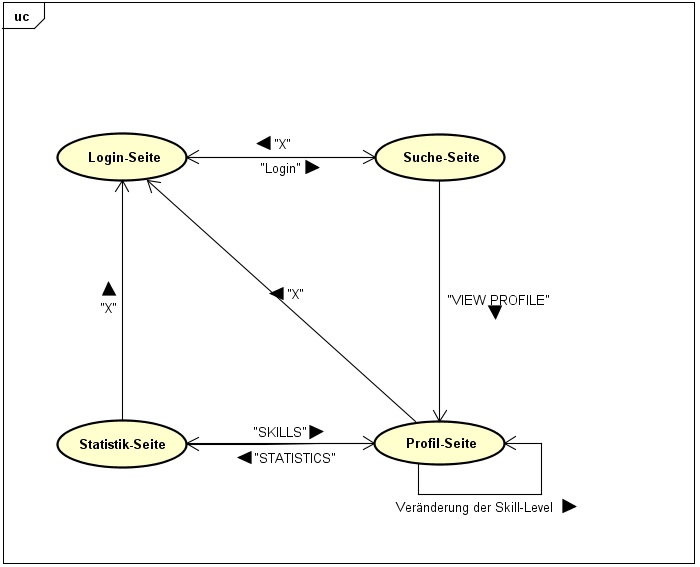 uc
"X"
Login-Seite
Suche-Seite
"Login"
"X"
"X"
"VIEW PROFILE"
"SKILLS"
Statistik-Seite
Profil-Seite
"STATISTICS"
Veränderung der Skill-Level